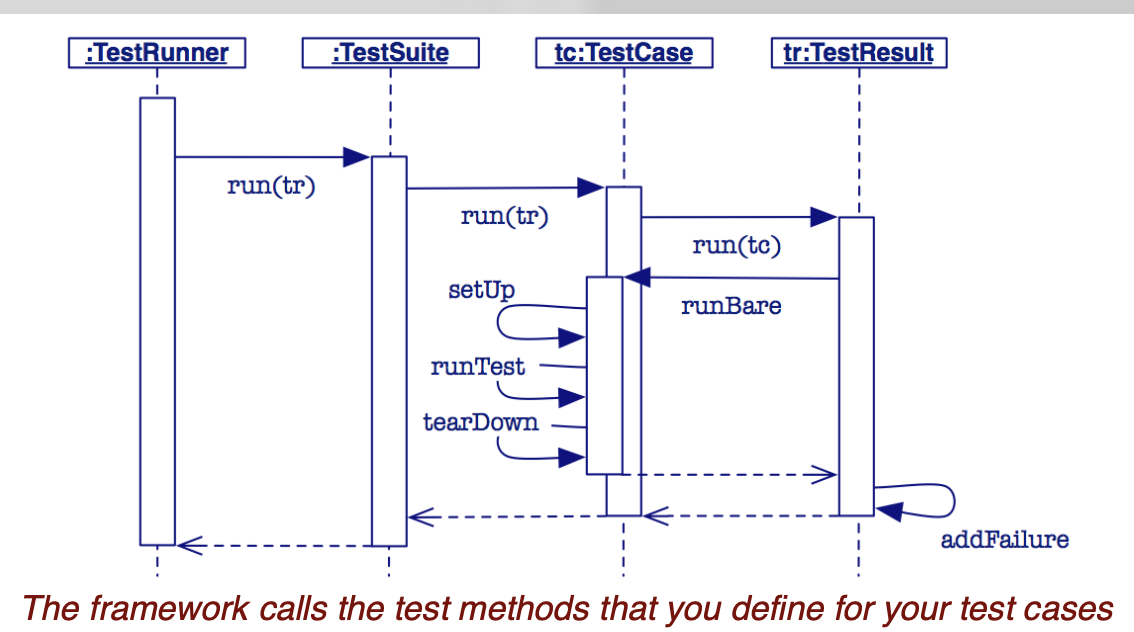 :TestRunner
:TestSuite
tc:TestCase
tr:TestResult
run(tr)
run(tr)
run(tc)
runBare
setUp
runTest
tearDown
addFailure
The framework calls the test methods that you define for your test cases